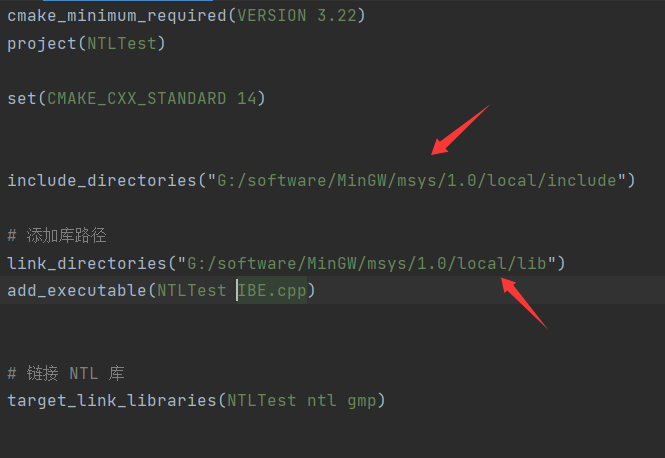 cmake_minimum_required(VERSION 3.22)
project(NTLTest)
set(CMAKE_CXX_STANDARD 14)
include_directories("G:/software/MinGW/msys/1.0/local/include")
# 添加库路径
link_directories("G:/software/MinGW/msys/1.0/local/lib")
add_executable(NTLTest IBE.cpp)
# 链接 NTL 库
target_link_libraries(NTLTest ntl gmp)